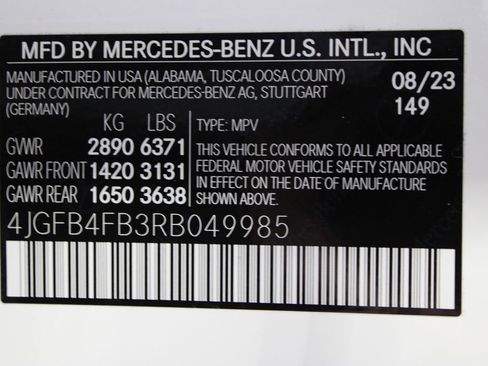 MFD BY MERCEDES-BENZ U.S. INTL., INC
MANUFACTURED IN USA (ALABAMA, TUSCALOOSA COUNTY)
UNDER CONTRACT FOR MERCEDES-BENZ AG, STUTTGART
(GERMANY)
08/23
149
KG LBS
GVWR 2890 6371
GAWR FRONT 1420 3131
GAWR REAR 1650 3638
TYPE: MPV
THIS VEHICLE CONFORMS TO ALL APPLICABLE
FEDERAL MOTOR VEHICLE SAFETY STANDARDS
IN EFFECT ON THE DATE OF MANUFACTURE
SHOWN ABOVE.
4JGFB4FB3RB049985